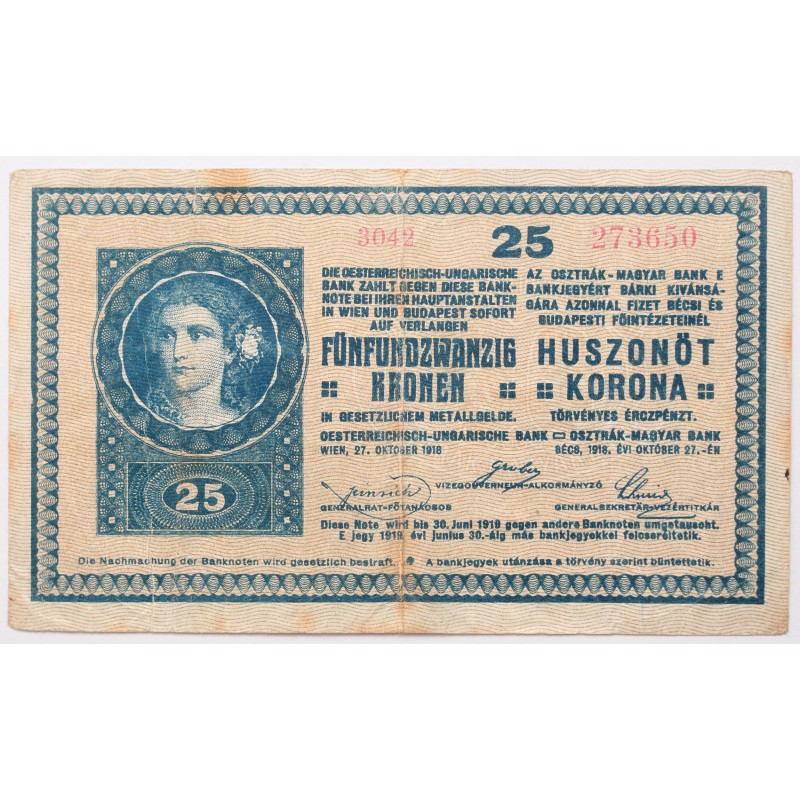 3042 25 273650
DIE OESTERREICHISCH-UNGARISCHE
BANK ZAHLT GEGEN DIESE BANK-
NOTE BEI IHREN HAUPTANSTALTEN
IN WIEN UND BUDAPEST SOFORT
AUF VERLANGEN
FÜNFUNDZWANZIG
KRONEN
IN GESETZLICHEM METALLGELDE.
AZ OSZTRÁK-MAGYAR BANK E
BANKJEGYÉRT BÁRKI KIVÁNSÁ-
GÁRA AZONNAL FIZET BÉCSI ÉS
BUDAPESTI FŐINTÉZETEINÉL
HUSZONÖT
KORONA
TÖRVÉNYES ÉRCZPÉNZT.
OESTERREICHISCH-UNGARISCHE BANK OSZTRÁK-MAGYAR BANK
WIEN, 27. OKTOBER 1918 BÉCS, 1918. ÉVI OKTÓBER 27.-ÉN
Gruber
VIZEGOUVERNEUR-ALKORMÁNYZÓ
GENERALRAT-FŐTANÁCSOS GENERALSEKRETÄR-VEZÉRTITKÁR
25
Diese Note wird bis 30. Juni 1919 gegen andere Banknoten umgetauscht.
E jegy 1919. évi junius 30.-áig más bankjegyekkel felcseréltetik.
Die Nachmachung der Banknoten wird gesetzlich bestraft. A bankjegyek utánzása a törvény szerint büntettetik.